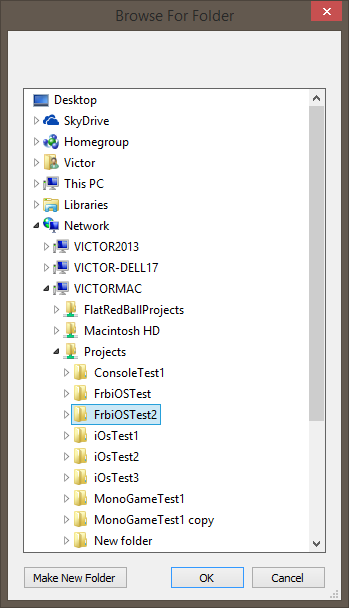 Browse For Folder
Desktop
SkyDrive
Homegroup
Victor
This PC
Libraries
Network
VICTOR2013
VICTOR-DELL17
VICTORMAC
FlatRedBallProjects
Macintosh HD
Projects
ConsoleTest1
FrbiOSTest
FrbiOSTest2
iOsTest1
iOsTest2
iOsTest3
MonoGameTest1
MonoGameTest1 copy
New folder
Make New Folder OK Cancel